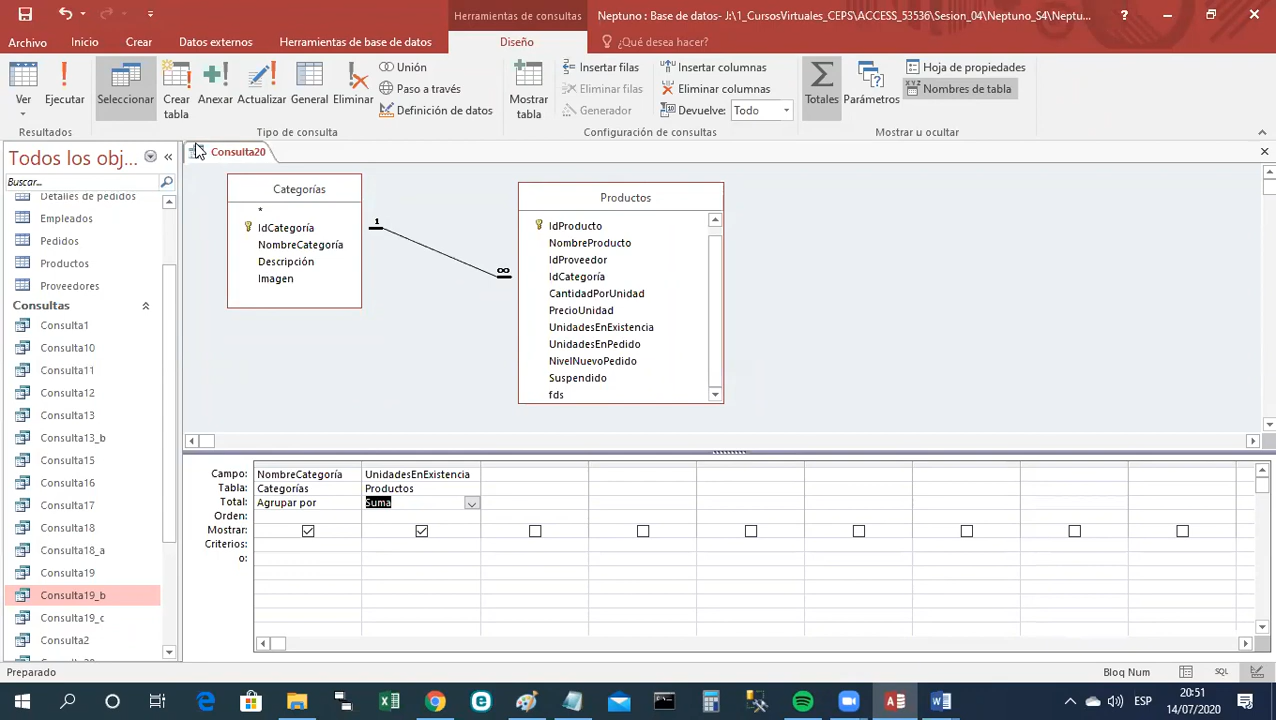 Herramientas de consultas
Neptuno : Base de datos- J:\1_CursosVirtuales_CEPS\ACCESS_53536\Sesion_04\Neptuno_S4\Neptu...
?
Archivo
Inicio
Crear
Datos externos
Herramientas de base de datos
Diseño
¿Qué desea hacer?
Ver
Ejecutar
Seleccionar
Crear tabla
Anexar
Actualizar
General
Eliminar
Unión
Paso a través
Definición de datos
Mostrar tabla
Insertar filas
Eliminar filas
Generador
Insertar columnas
Eliminar columnas
Devuelve: Todo
Totales
Parámetros
Hoja de propiedades
Nombres de tabla
Resultados
Tipo de consulta
Configuración de consultas
Mostrar u ocultar
Todos los obj...
Buscar...
Detalles de pedidos
Empleados
Pedidos
Productos
Proveedores
Consultas
Consulta1
Consulta10
Consulta11
Consulta12
Consulta13
Consulta13_b
Consulta15
Consulta16
Consulta17
Consulta18
Consulta18_a
Consulta19
Consulta19_b
Consulta19_c
Consulta2
Consulta20
Categorías
*
IdCategoría
NombreCategoría
Descripción
Imagen
1
∞
Productos
IdProducto
NombreProducto
IdProveedor
IdCategoría
CantidadPorUnidad
PrecioUnidad
UnidadesEnExistencia
UnidadesEnPedido
NivelNuevoPedido
Suspendido
fds
Campo: NombreCategoría UnidadesEnExistencia
Tabla: Categorías Productos
Total: Agrupar por Suma
Orden:
Mostrar:
Criterios:
o:
Preparado
Bloq Num
SQL
ESP
20:51
14/07/2020